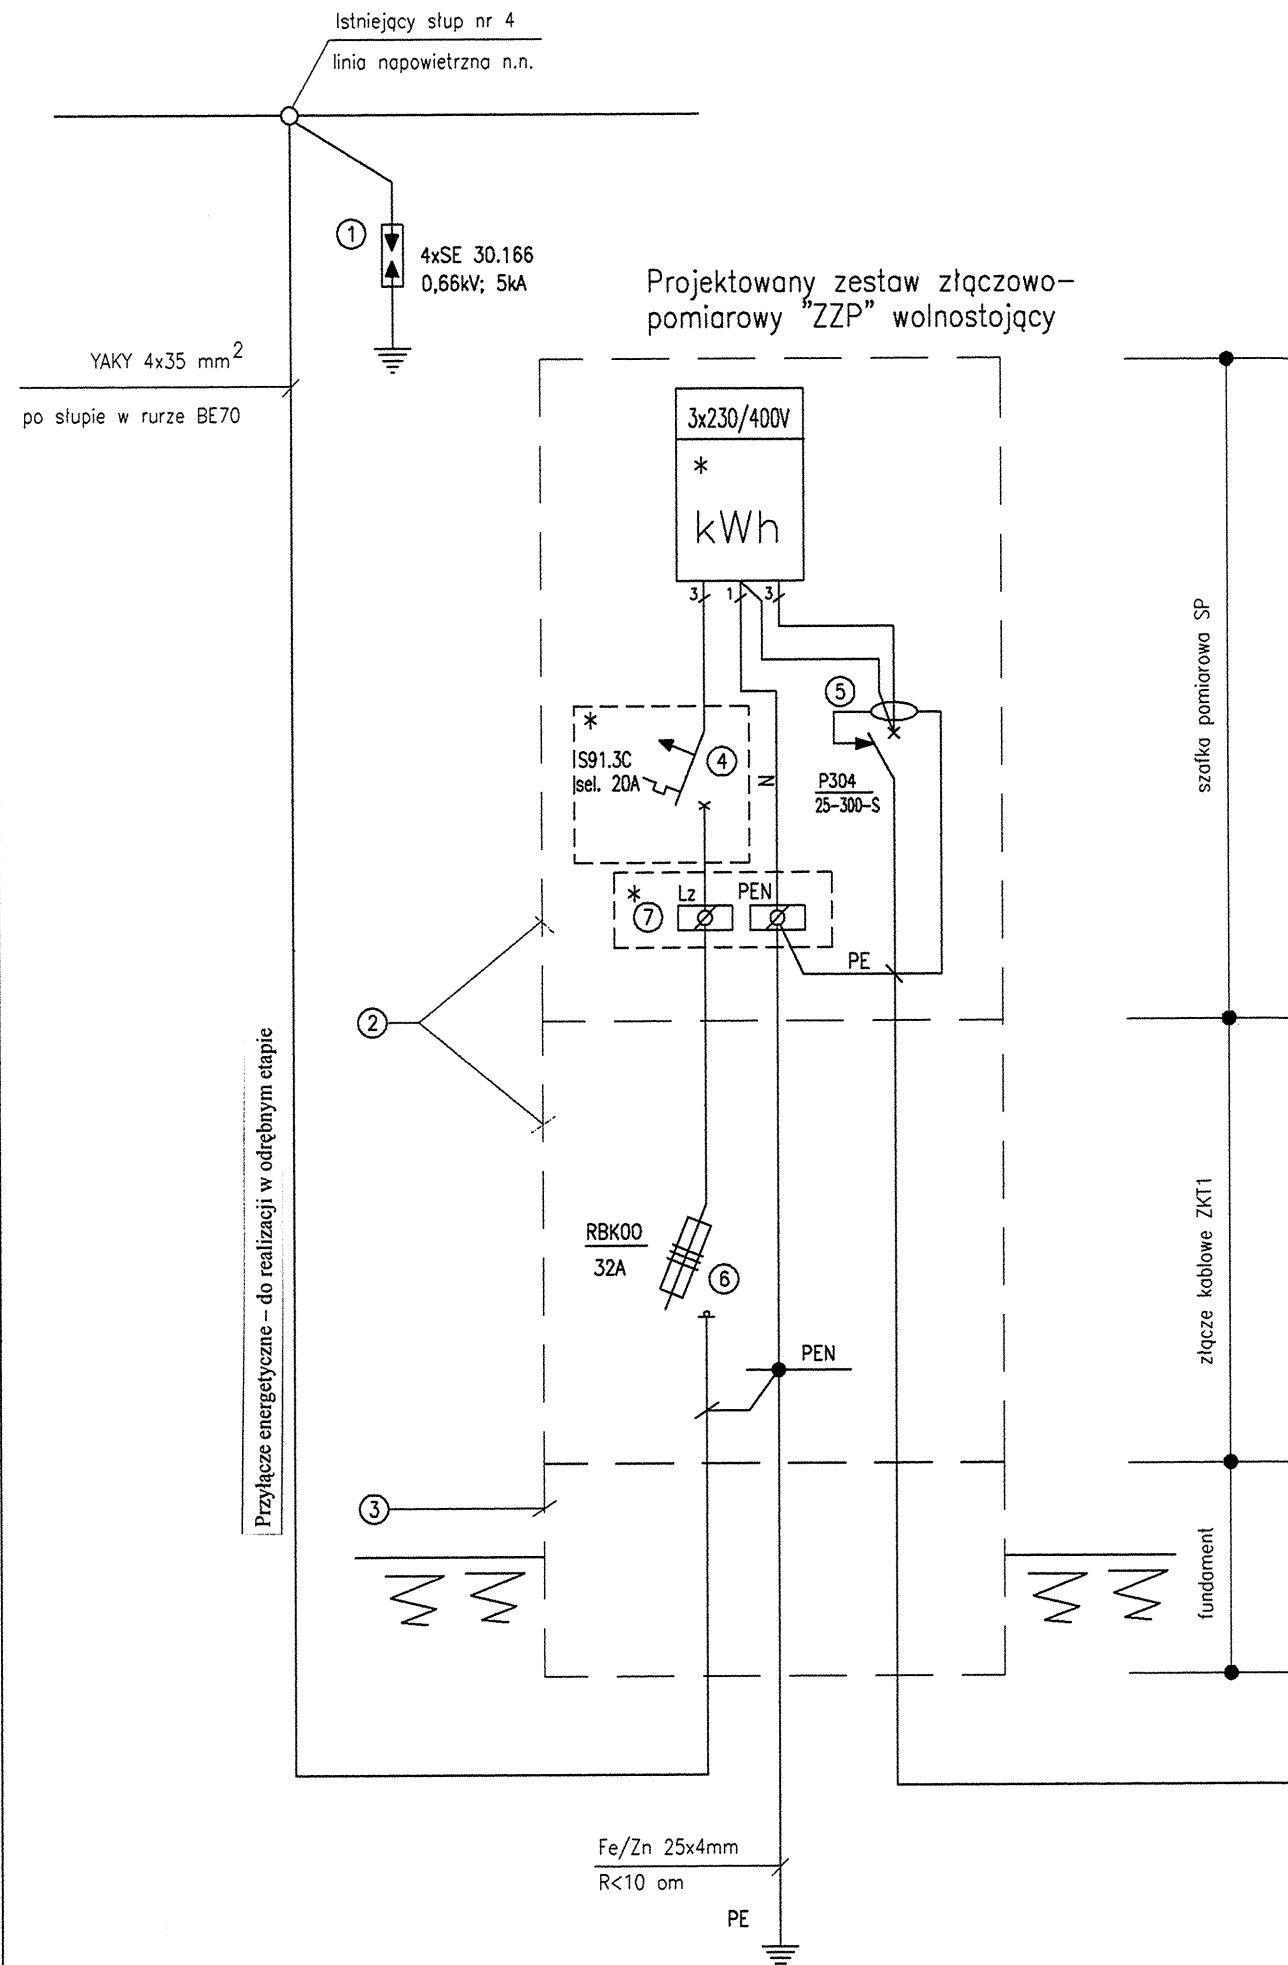 Istniejący słup nr 4
linia napowietrzna n.n.
1
4xSE 30.166
0,66kV; 5kA
Projektowany zestaw złączowo-
pomiarowy "ZZP" wolnostojący
YAKY 4x35 mm2
po słupie w rurze BE70
3x230/400V
*
kWh
3
1
3
szafka pomiarowa SP
5
*
S91.3C
sel. 20A
4
N
P304
25-300-S
*
Lz
PEN
7
PE
2
Przyłącze energetyczne – do realizacji w odrębnym etapie
złącze kablowe ZKT1
RBK00
32A
6
PEN
3
fundament
Fe/Zn 25x4mm
R<10 om
PE